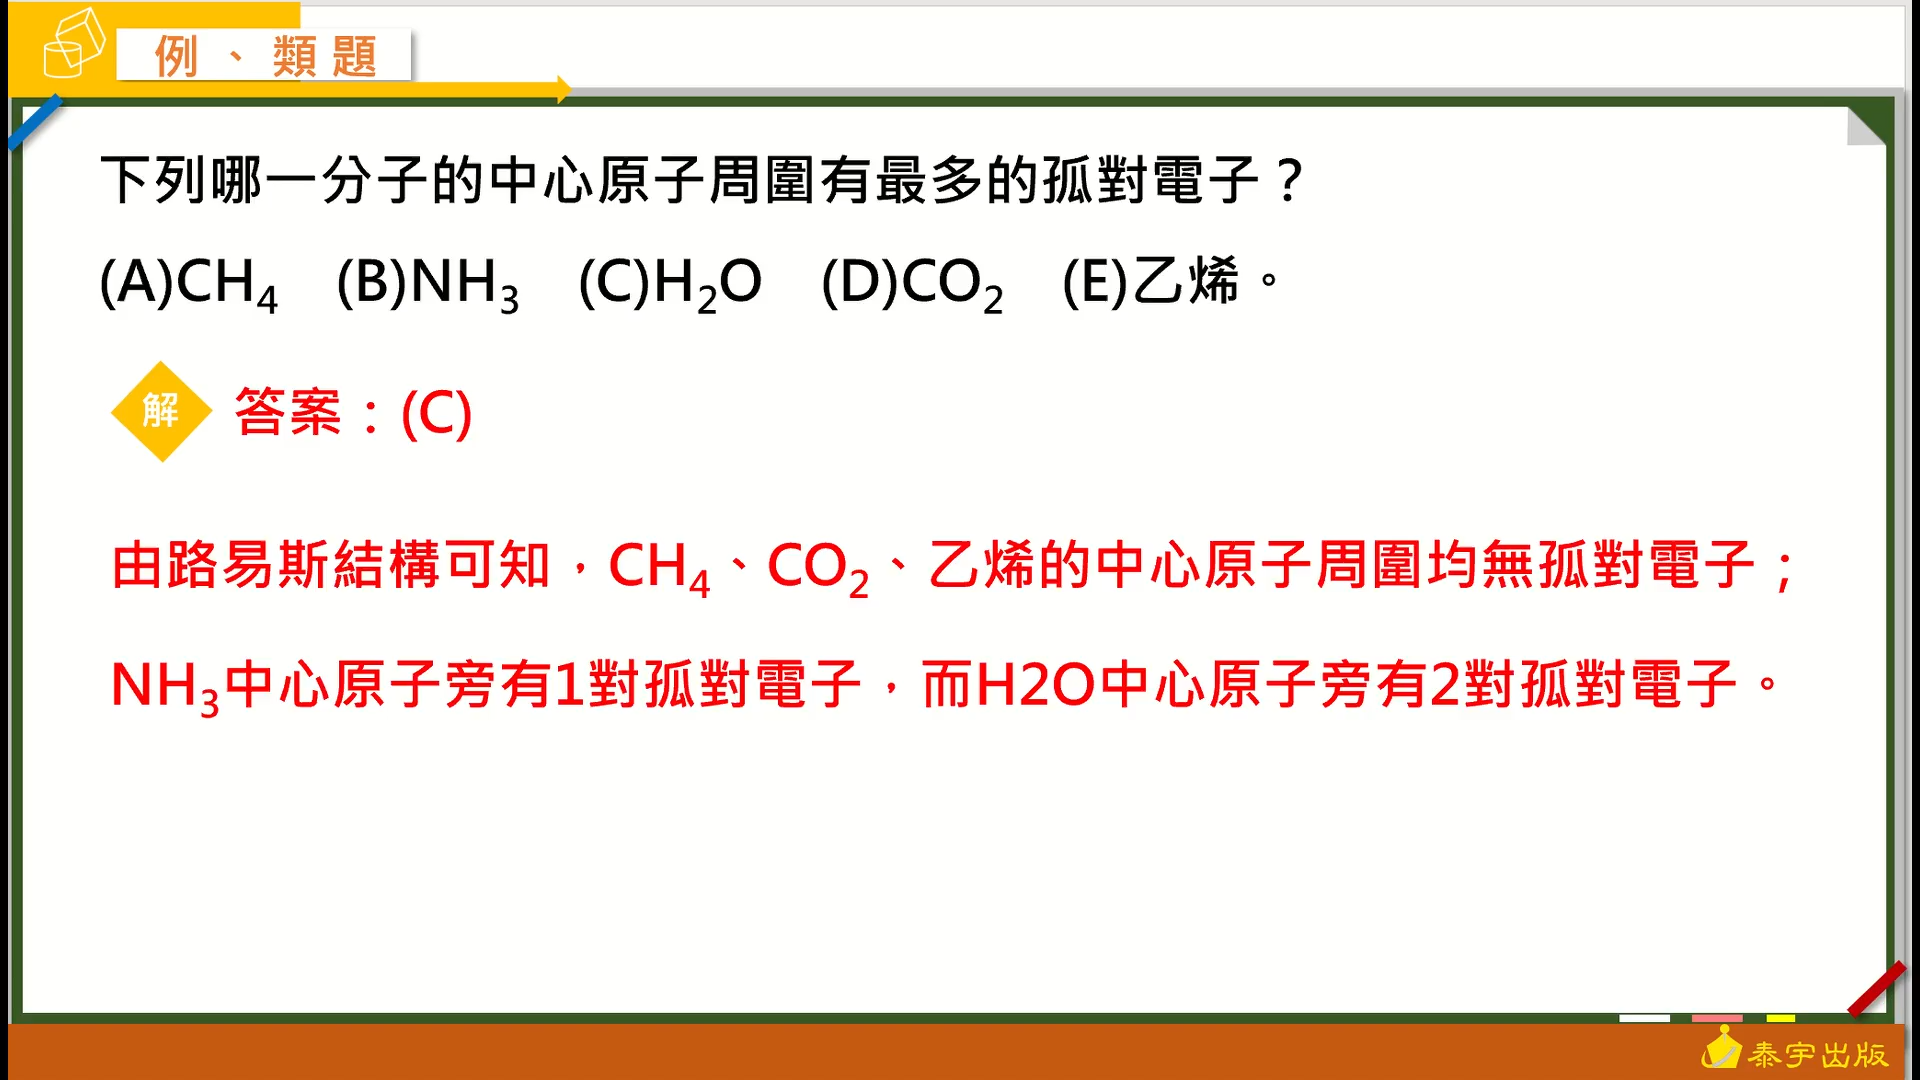 例、類題
下列哪一分子的中心原子周圍有最多的孤對電子？
(A)CH₄ (B)NH₃ (C)H₂O (D)CO₂ (E)乙烯。
解 答案：(C)
由路易斯結構可知，CH₄、CO₂、乙烯的中心原子周圍均無孤對電子；
NH₃中心原子旁有1對孤對電子，而H2O中心原子旁有2對孤對電子。
泰宇出版